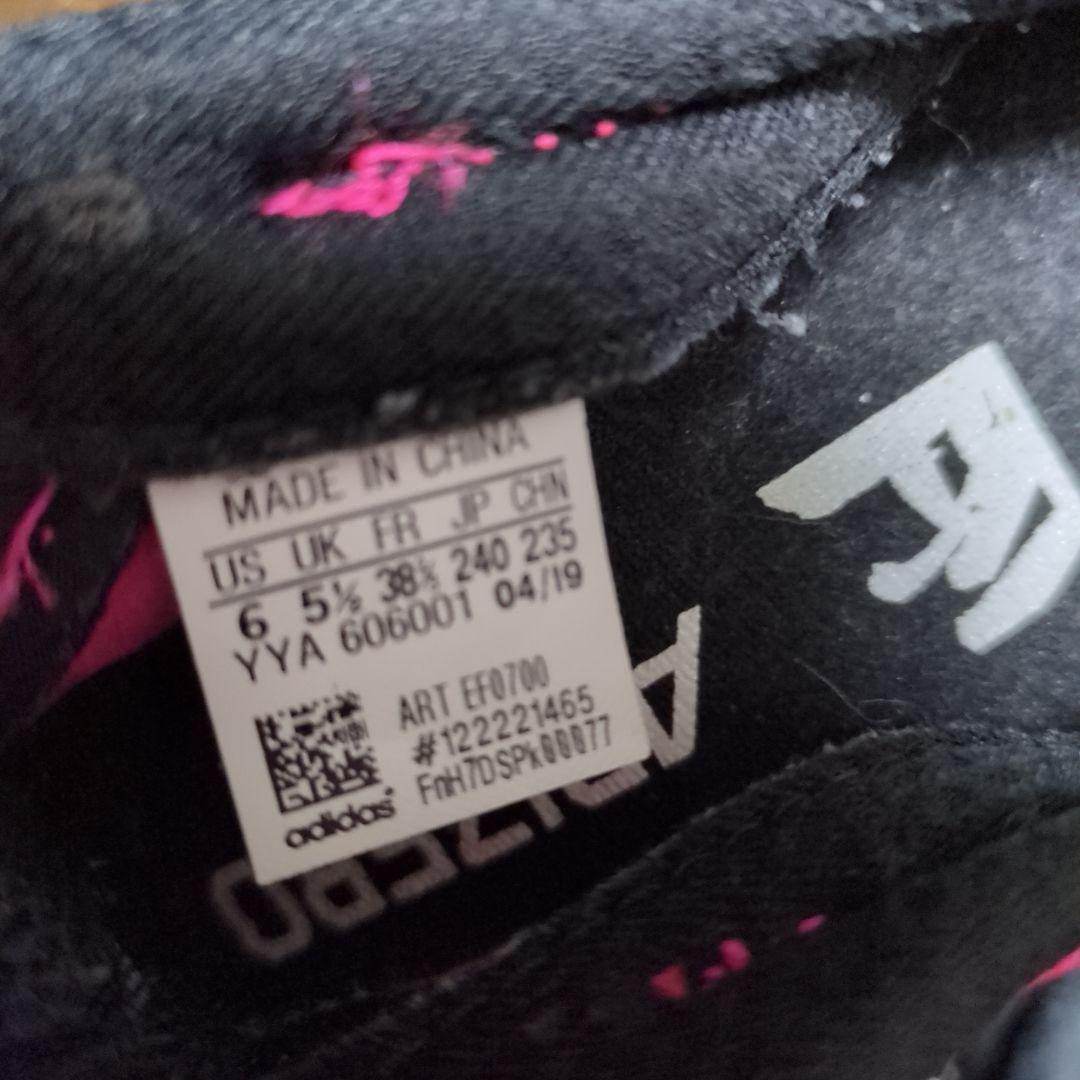 MADE IN CHINA
US UK FR JP CHN
6 5½ 38⅔ 240 235
YYA 606001 04/19
ART EF0700
#122221465
FnH7DSPK00077
adidas
ADIZERO